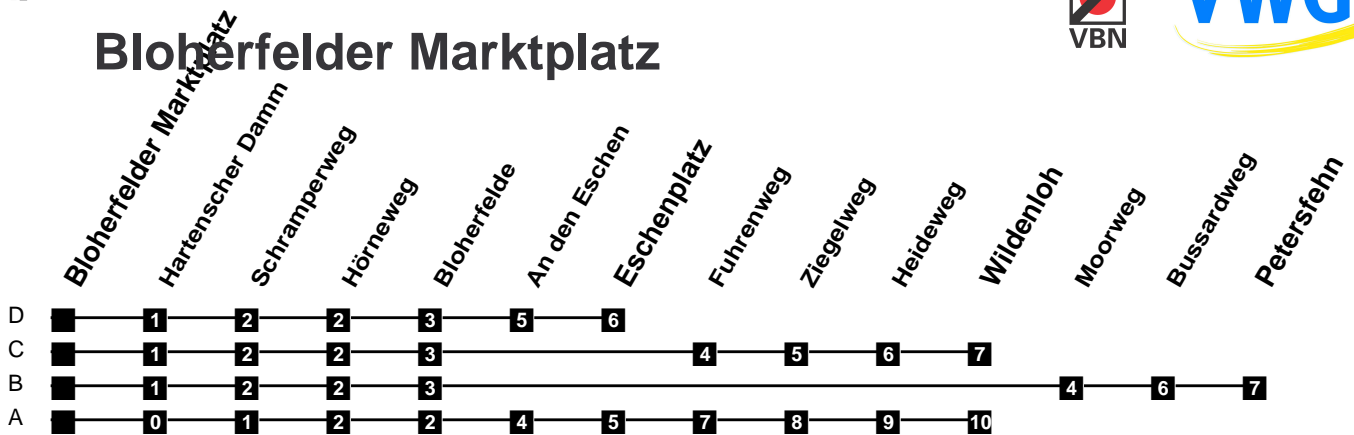 Bloherfelder Marktplatz
VBN
VWG
Bloherfelder Marktplatz
Hartenscher Damm
Schramperweg
Hörneweg
Bloherfelde
An den Eschen
Eschenplatz
Fuhrenweg
Ziegelweg
Heideweg
Wildenloh
Moorweg
Bussardweg
Petersfehn
D 1 2 2 3 5 6
C 1 2 2 3 4 5 6 7
B 1 2 2 3 4 6 7
A 0 1 2 2 4 5 7 8 9 10